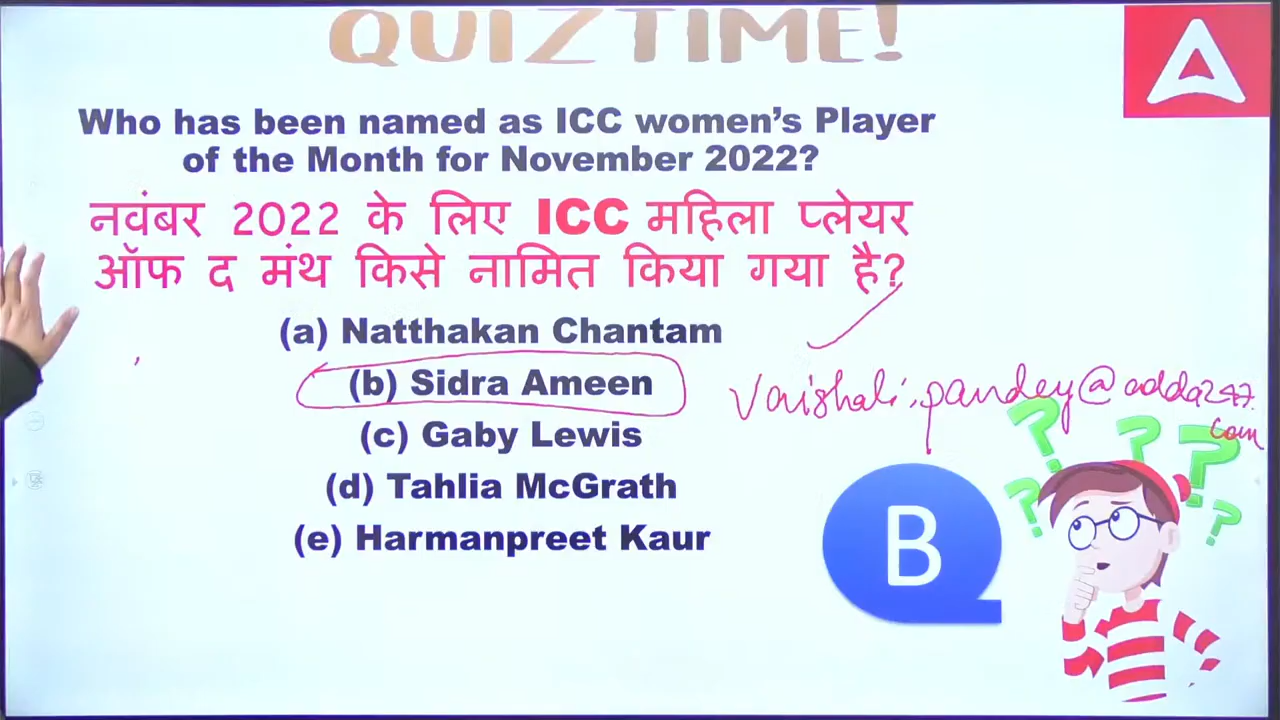 QUIZTIME!
Who has been named as ICC women's Player
of the Month for November 2022?
नवंबर 2022 के लिए ICC महिला प्लेयर
ऑफ द मंथ किसे नामित किया गया है?
(a) Natthakan Chantam
(b) Sidra Ameen
(c) Gaby Lewis
(d) Tahlia McGrath
(e) Harmanpreet Kaur
Vaishali.pandey@adda247.
com
B